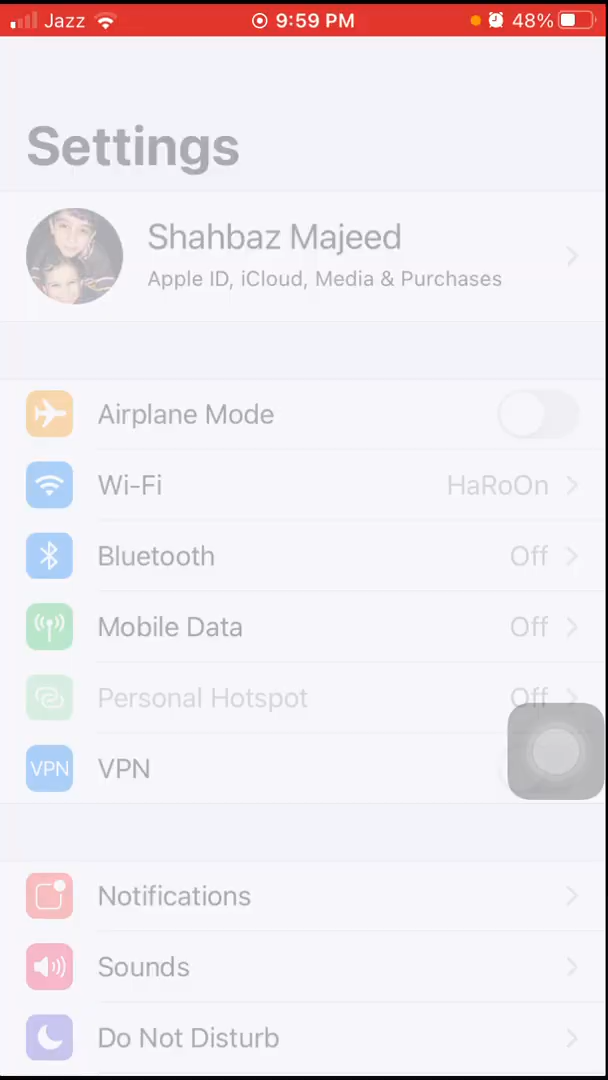 Jazz 9:59 PM 48%
Settings
Shahbaz Majeed
Apple ID, iCloud, Media & Purchases
Airplane Mode
Wi-Fi HaRoOn
Bluetooth Off
Mobile Data Off
Personal Hotspot Off
VPN VPN
Notifications
Sounds
Do Not Disturb